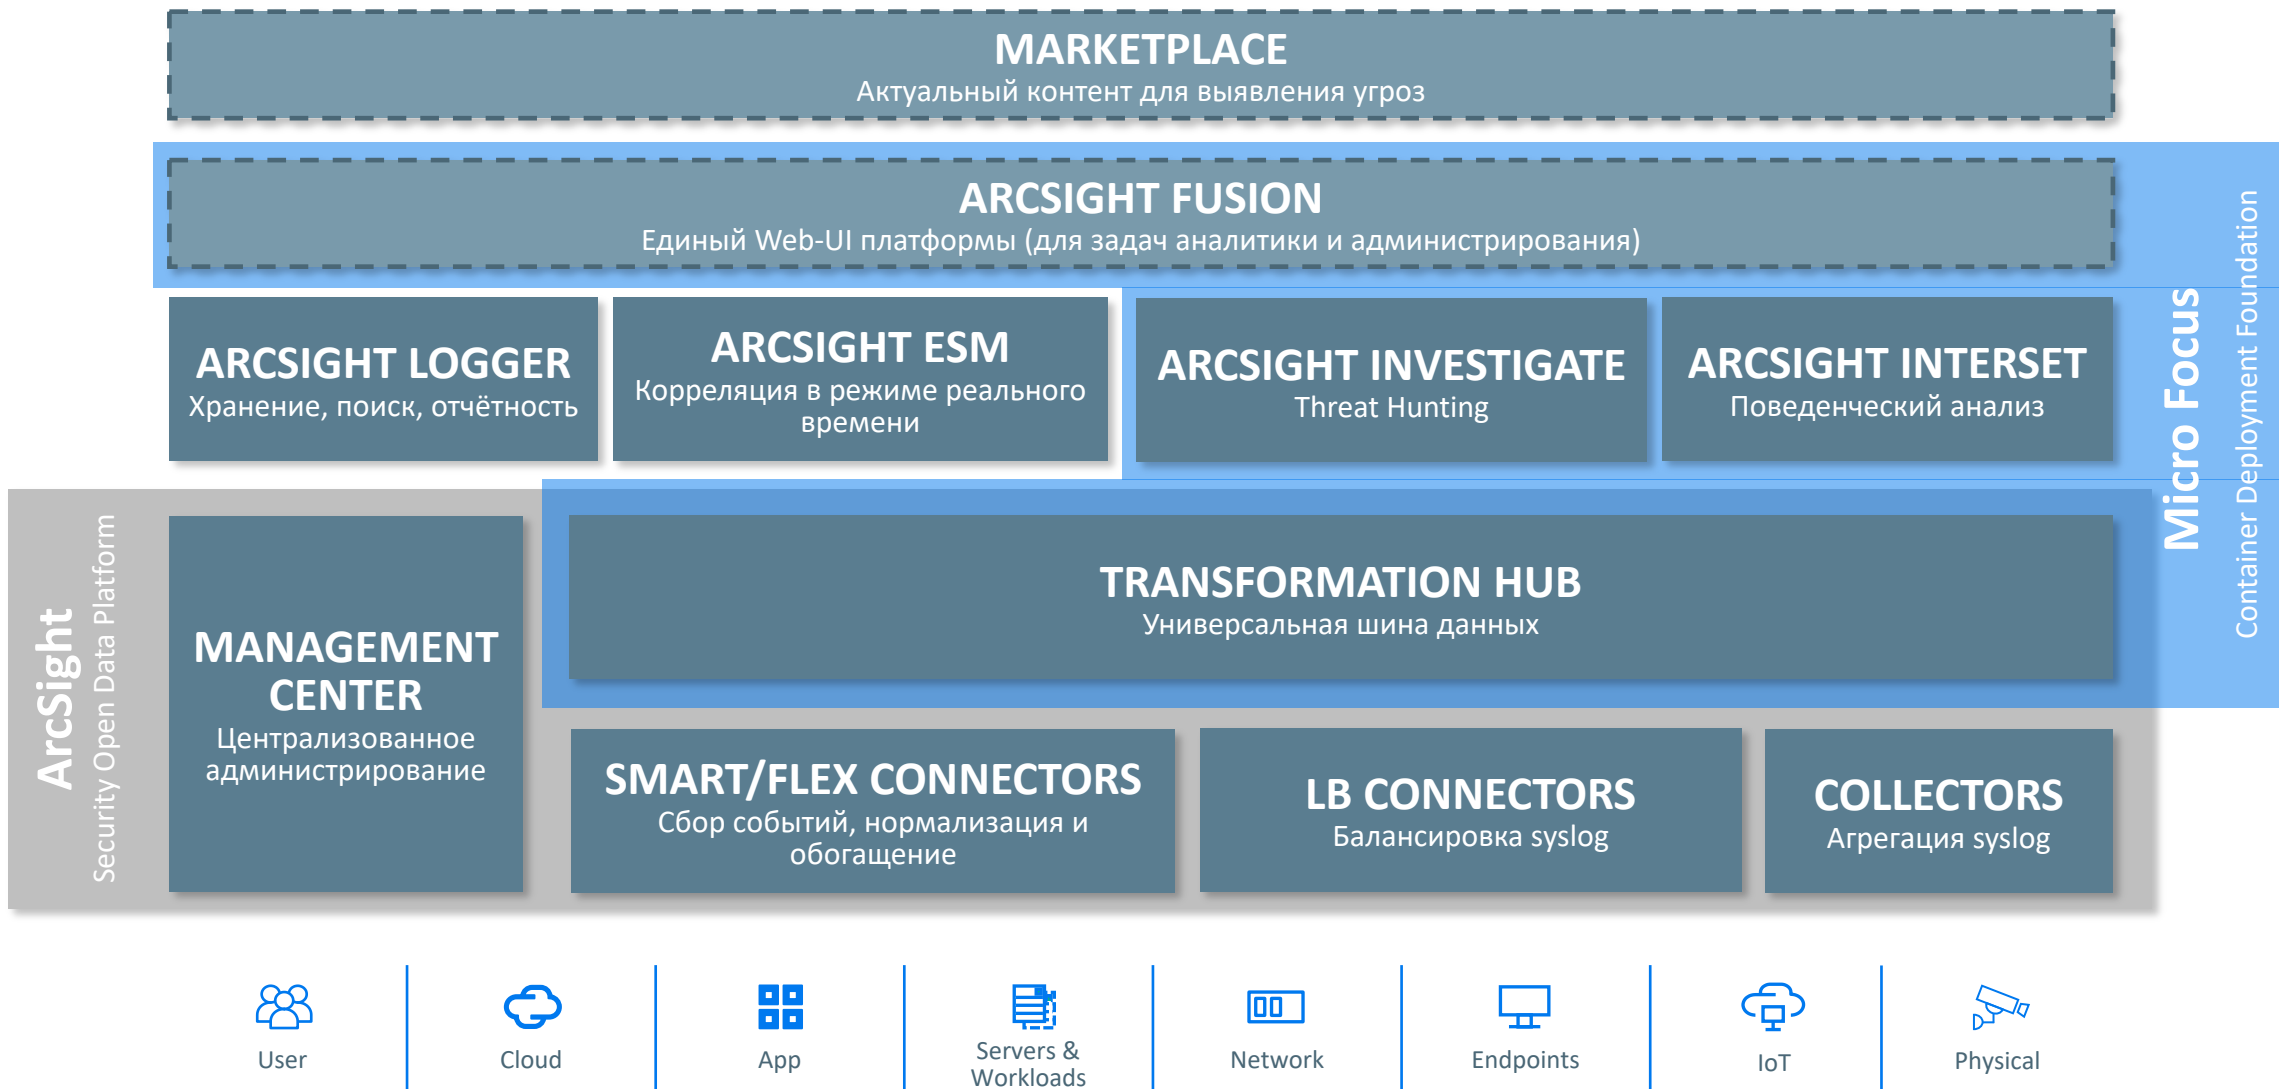 MARKETPLACE
Актуальный контент для выявления угроз
ARCSIGHT FUSION
Единый Web-UI платформы (для задач аналитики и администрирования)
ARCSIGHT LOGGER
Хранение, поиск, отчётность
ARCSIGHT ESM
Корреляция в режиме реального
времени
ARCSIGHT INVESTIGATE
Threat Hunting
ARCSIGHT INTERSET
Поведенческий анализ
Micro Focus
Container Deployment Foundation
ArcSight
Security Open Data Platform
MANAGEMENT
CENTER
Централизованное
администрирование
TRANSFORMATION HUB
Универсальная шина данных
SMART/FLEX CONNECTORS
Сбор событий, нормализация и
обогащение
LB CONNECTORS
Балансировка syslog
COLLECTORS
Агрегация syslog
User
Cloud
App
Servers &
Workloads
Network
Endpoints
IoT
Physical